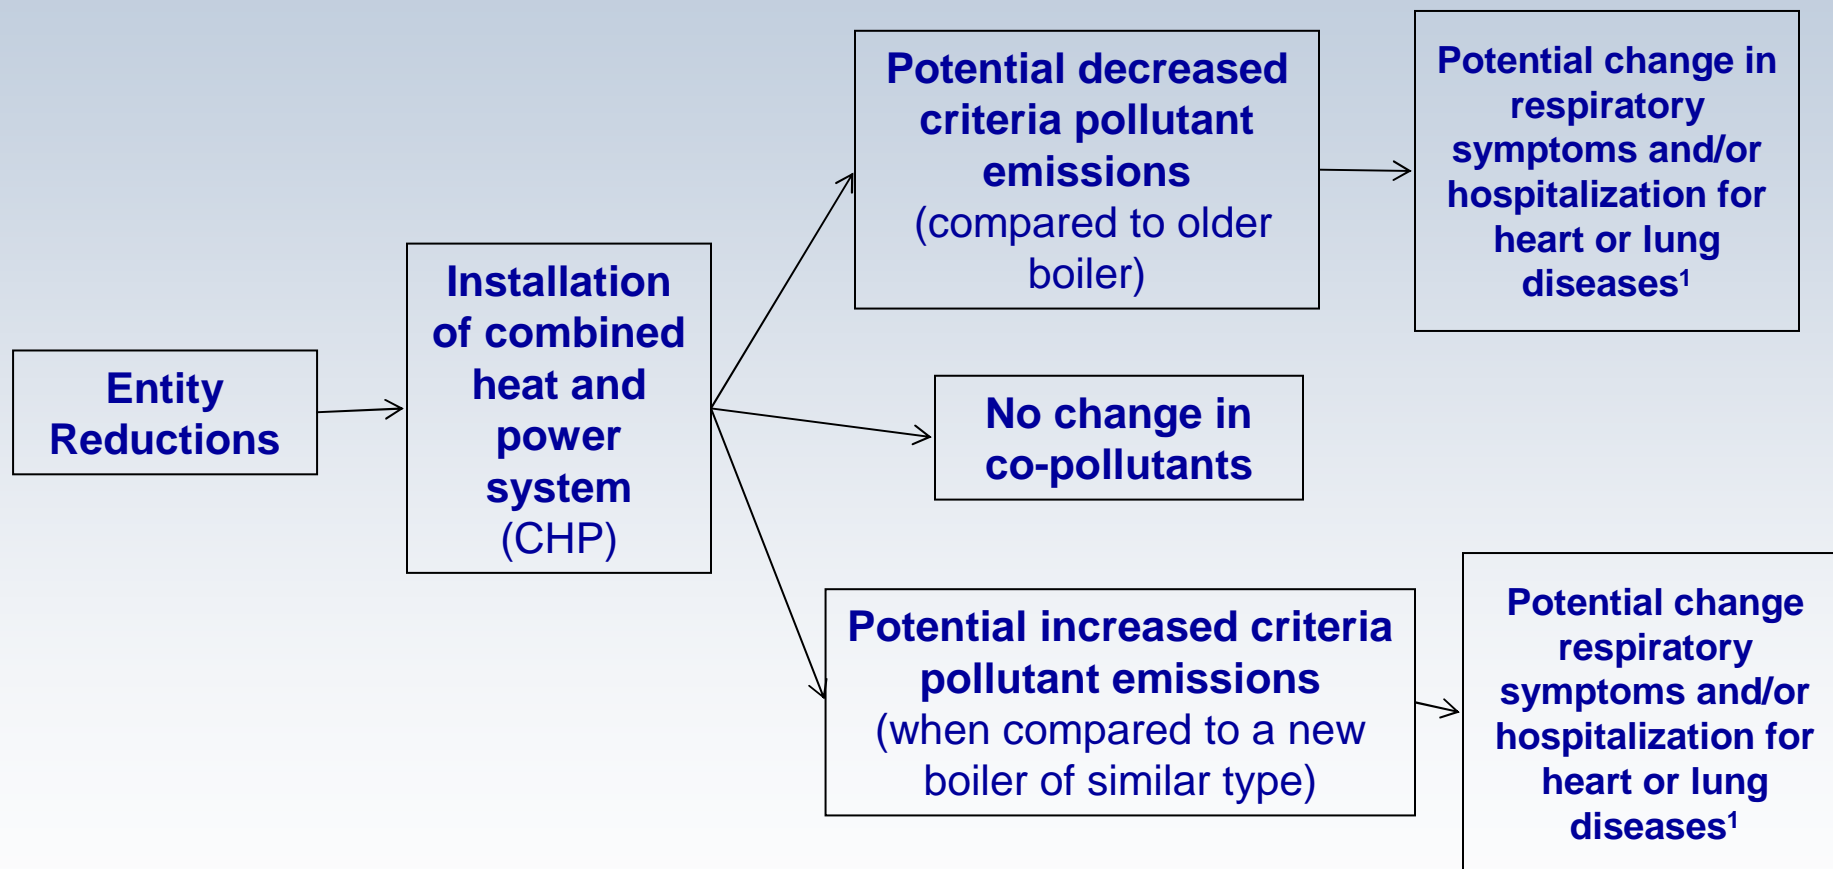 Entity
Reductions
Installation
of combined
heat and
power
system
(CHP)
Potential decreased
criteria pollutant
emissions
(compared to older
boiler)
Potential change in
respiratory
symptoms and/or
hospitalization for
heart or lung
diseases¹
No change in
co-pollutants
Potential increased criteria
pollutant emissions
(when compared to a new
boiler of similar type)
Potential change
respiratory
symptoms and/or
hospitalization for
heart or lung
diseases¹